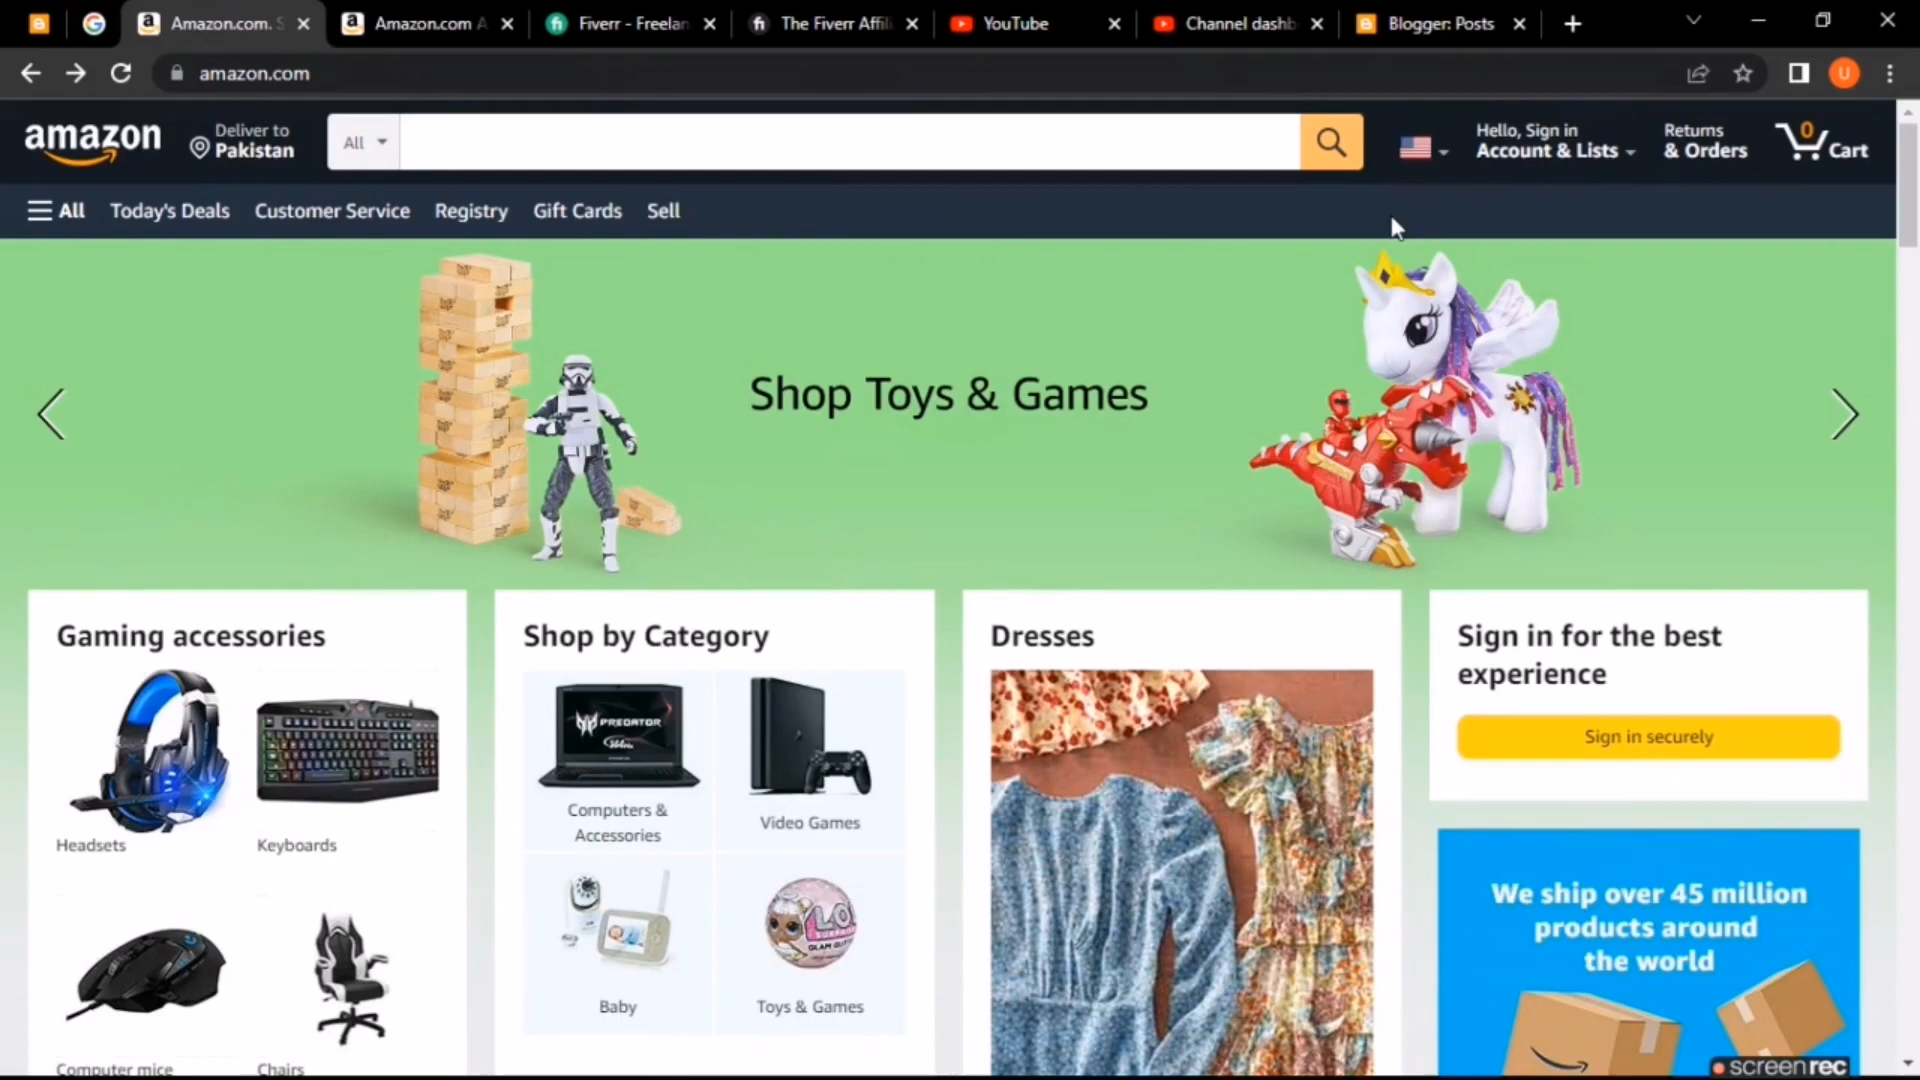 Amazon.com. S
Amazon.com A
Fiverr - Freelan
The Fiverr Affili
YouTube
Channel dashb
Blogger: Posts
amazon.com
U
amazon
Deliver to
Pakistan
All
Hello, Sign in
Account & Lists
Returns
& Orders
0
Cart
All
Today's Deals
Customer Service
Registry
Gift Cards
Sell
Shop Toys & Games
Gaming accessories
Headsets
Keyboards
Computer mice
Chairs
Shop by Category
PREDATOR
Computers &
Accessories
Video Games
Baby
Toys & Games
Dresses
Sign in for the best
experience
Sign in securely
We ship over 45 million
products around
the world
screenrec